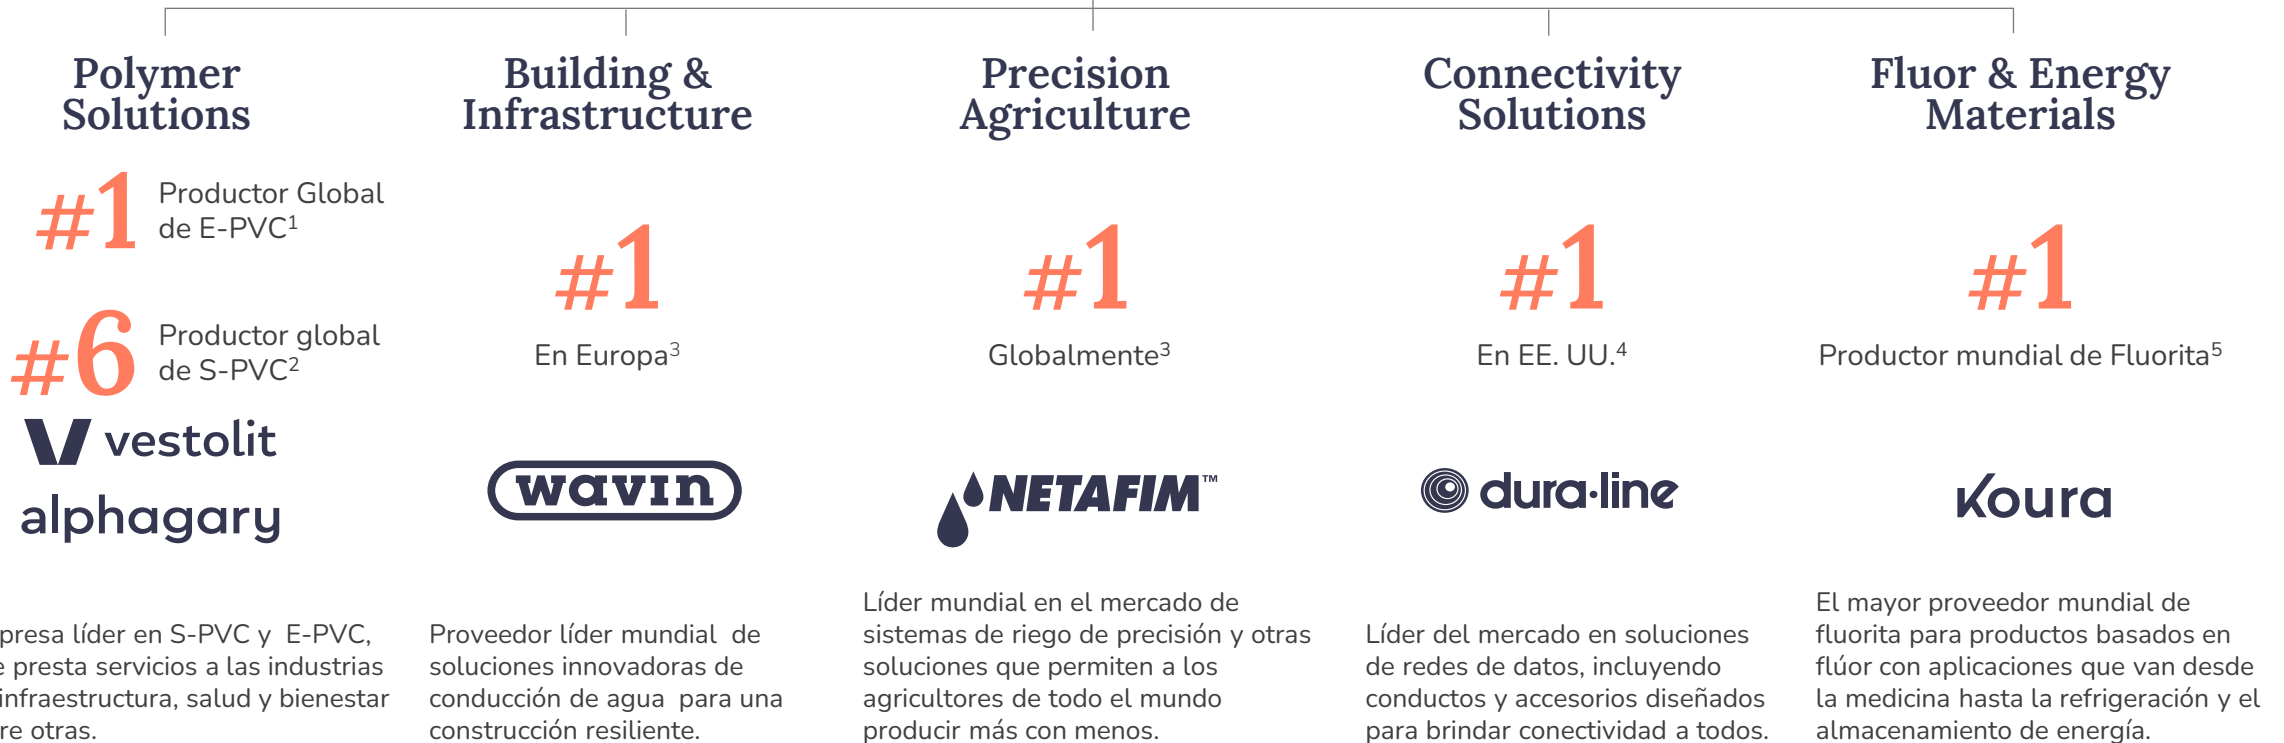 Polymer
Solutions
#1
Productor Global
de E-PVC¹
#6
Productor global
de S-PVC²
vestolit
alphagary
presa líder en S-PVC y E-PVC,
e presta servicios a las industrias
infraestructura, salud y bienestar
re otras.
Building &
Infrastructure
#1
En Europa³
wavin
Proveedor líder mundial de
soluciones innovadoras de
conducción de agua para una
construcción resiliente.
Precision
Agriculture
#1
Globalmente³
NETAFIM™
Líder mundial en el mercado de
sistemas de riego de precisión y otras
soluciones que permiten a los
agricultores de todo el mundo
producir más con menos.
Connectivity
Solutions
#1
En EE. UU.⁴
dura·line
Líder del mercado en soluciones
de redes de datos, incluyendo
conductos y accesorios diseñados
para brindar conectividad a todos.
Fluor & Energy
Materials
#1
Productor mundial de Fluorita⁵
Koura
El mayor proveedor mundial de
fluorita para productos basados en
flúor con aplicaciones que van desde
la medicina hasta la refrigeración y el
almacenamiento de energía.